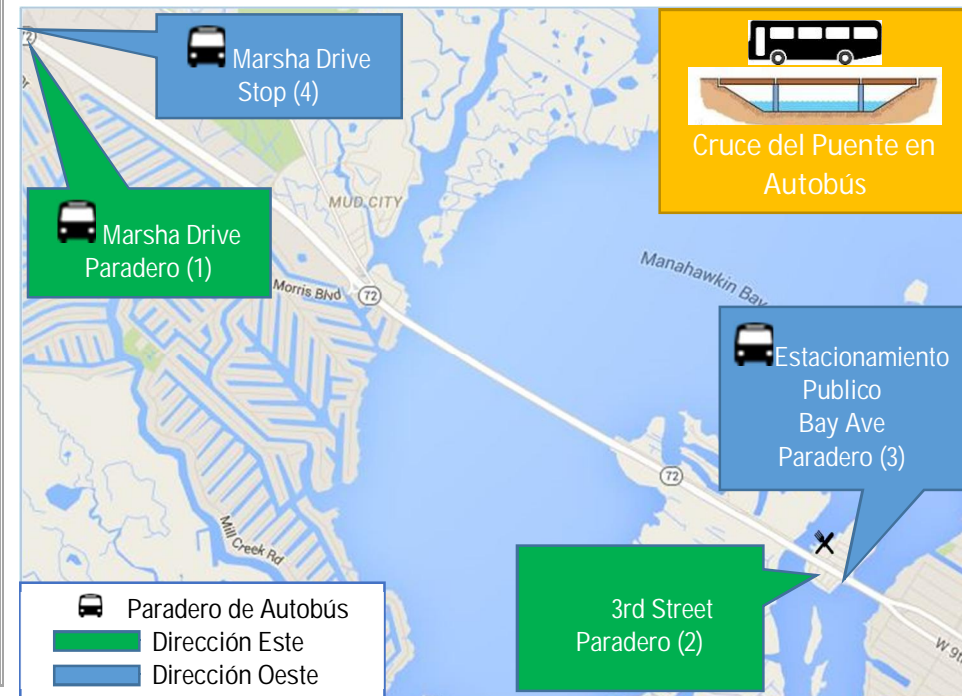 72
Marsha Drive
Stop (4)
Cruce del Puente en
Autobús
MUD CITY
Marsha Drive
Paradero (1)
Morris Blvd
72
Manahawkin Bay
Estacionamiento
Publico
Bay Ave
Paradero (3)
72
Mill Creek Rd
3rd Street
Paradero (2)
W 9th
Paradero de Autobús
Dirección Este
Dirección Oeste